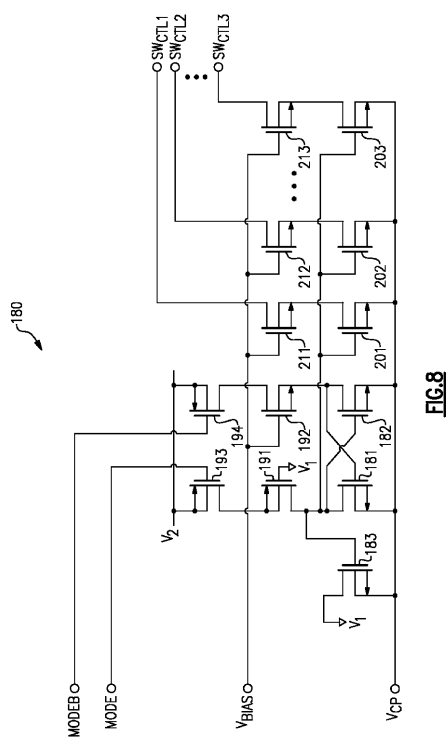 180
SWCTL1
SWCTL2
SWCTL3
MODEB
MODE
V2
193
194
VBIAS
191
V1
192
211
212
213
181
182
201
202
203
183
V1
VCP
FIG.8